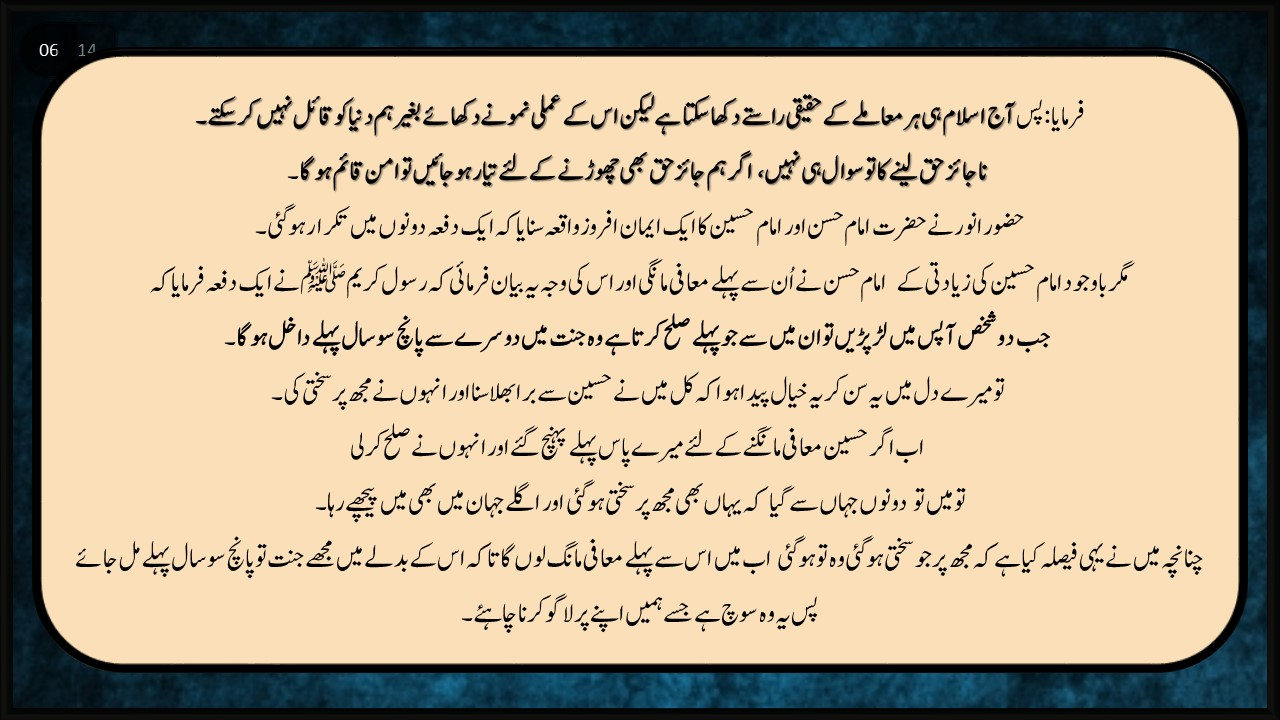 06 14
فرمایا: پس آج اسلام ہی ہر معاملے کے حقیقی راستے دکھا سکتا ہے لیکن اس کے عملی نمونے دکھائے بغیر ہم دنیا کو قائل نہیں کر سکتے۔
ناجائز حق لینے کا تو سوال ہی نہیں، اگر ہم جائز حق بھی چھوڑنے کے لئے تیار ہو جائیں تو امن قائم ہو گا۔
حضور انور نے حضرت امام حسن اور امام حسین کا ایک ایمان افروز واقعہ سنایا کہ ایک دفعہ دونوں میں تکرار ہو گئی۔
مگر باوجود امام حسین کی زیادتی کے امام حسن نے اُن سے پہلے معافی مانگی اور اس کی وجہ یہ بیان فرمائی کہ رسول کریم ﷺ نے ایک دفعہ فرمایا کہ
جب دو شخص آپس میں لڑ پڑیں تو ان میں سے جو پہلے صلح کرتا ہے وہ جنت میں دوسرے سے پانچ سو سال پہلے داخل ہو گا۔
تو میرے دل میں یہ سن کر یہ خیال پیدا ہوا کہ کل میں نے حسین سے برا بھلا سنا اور انہوں نے مجھ پر سختی کی۔
اب اگر حسین معافی مانگنے کے لئے میرے پاس پہلے پہنچ گئے اور انہوں نے صلح کر لی
تو میں تو دونوں جہاں سے گیا کہ یہاں بھی مجھ پر سختی ہو گئی اور اگلے جہان میں بھی میں پیچھے رہا۔
چنانچہ میں نے یہی فیصلہ کیا ہے کہ مجھ پر جو سختی ہو گئی وہ تو ہو گئی اب میں اس سے پہلے معافی مانگ لوں گا تاکہ اس کے بدلے میں مجھے جنت تو پانچ سو سال پہلے مل جائے
پس یہ وہ سوچ ہے جسے ہمیں اپنے پر لاگو کرنا چاہئے۔